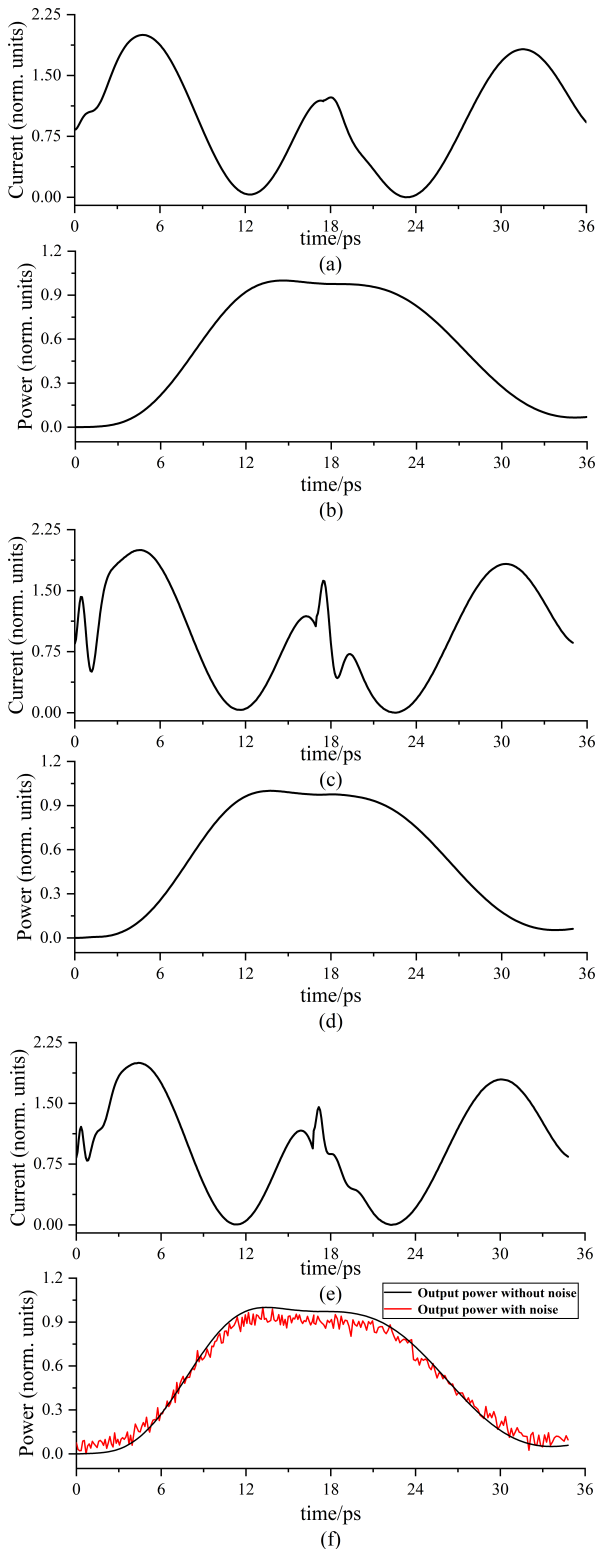 Current (norm. units)
2.25
1.50
0.75
0.00
0 6 12 18 24 30 36
time/ps
(a)
Power (norm. units)
1.2
0.9
0.6
0.3
0.0
0 6 12 18 24 30 36
time/ps
(b)
Current (norm. units)
2.25
1.50
0.75
0.00
0 6 12 18 24 30 36
time/ps
(c)
Power (norm. units)
1.2
0.9
0.6
0.3
0.0
0 6 12 18 24 30 36
time/ps
(d)
Current (norm. units)
2.25
1.50
0.75
0.00
0 6 12 18 24 30 36
time/ps
(e)
Power (norm. units)
1.2
0.9
0.6
0.3
0.0
Output power without noise
Output power with noise
0 6 12 18 24 30 36
time/ps
(f)